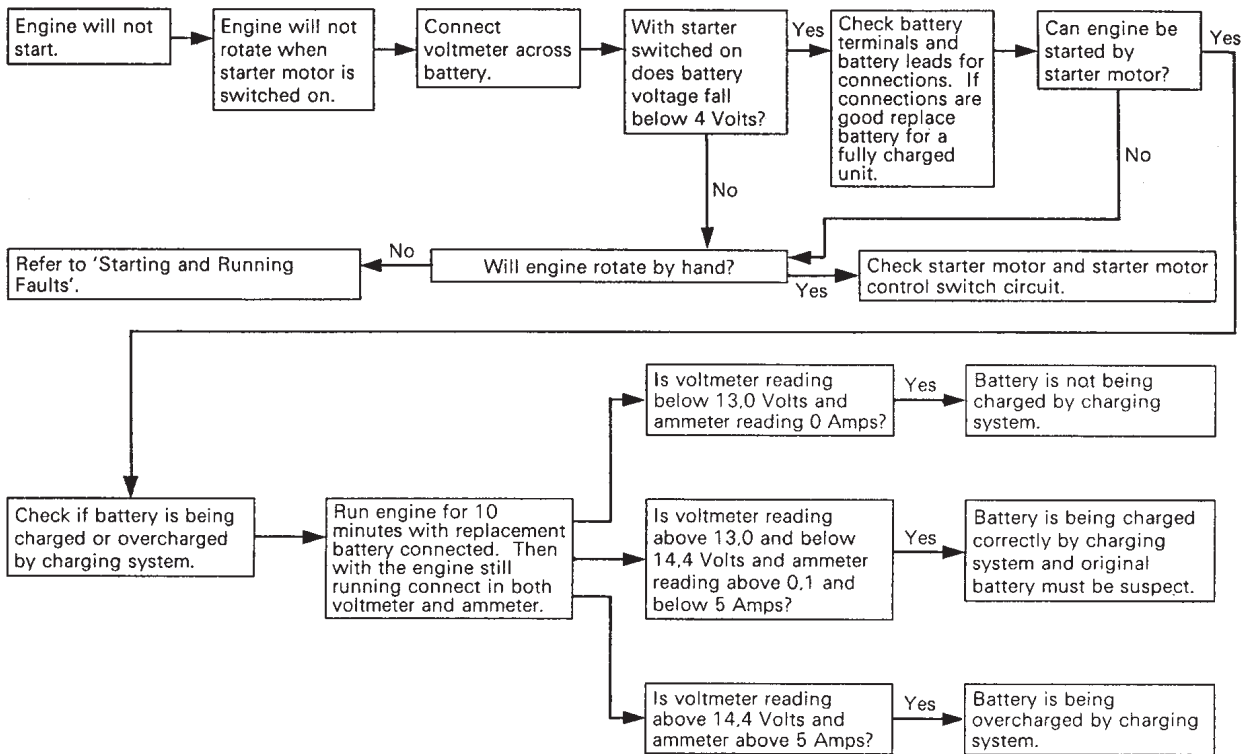 Engine will not
start.
Engine will not
rotate when
starter motor is
switched on.
Connect
voltmeter across
battery.
With starter
switched on
does battery
voltage fall
below 4 Volts?
Yes
Check battery
terminals and
battery leads for
connections. If
connections are
good replace
battery for a
fully charged
unit.
Can engine be
started by
starter motor?
Yes
No
No
Refer to 'Starting and Running
Faults'.
No
Will engine rotate by hand?
Yes
Check starter motor and starter motor
control switch circuit.
Check if battery is being
charged or overcharged
by charging system.
Run engine for 10
minutes with replacement
battery connected. Then
with the engine still
running connect in both
voltmeter and ammeter.
Is voltmeter reading
below 13,0 Volts and
ammeter reading 0 Amps?
Yes
Battery is not being
charged by charging
system.
Is voltmeter reading
above 13,0 and below
14,4 Volts and ammeter
reading above 0,1 and
below 5 Amps?
Yes
Battery is being charged
correctly by charging
system and original
battery must be suspect.
Is voltmeter reading
above 14,4 Volts and
ammeter above 5 Amps?
Yes
Battery is being
overcharged by charging
system.